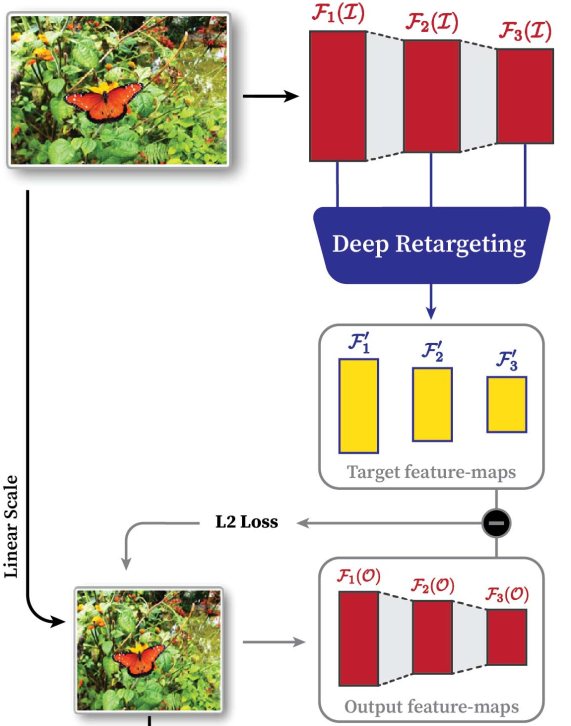 ℱ₁(ℐ)
ℱ₂(ℐ)
ℱ₃(ℐ)
Deep Retargeting
ℱ′₁
ℱ′₂
ℱ′₃
Target feature-maps
Linear Scale
L2 Loss
ℱ₁(𝒪)
ℱ₂(𝒪)
ℱ₃(𝒪)
Output feature-maps